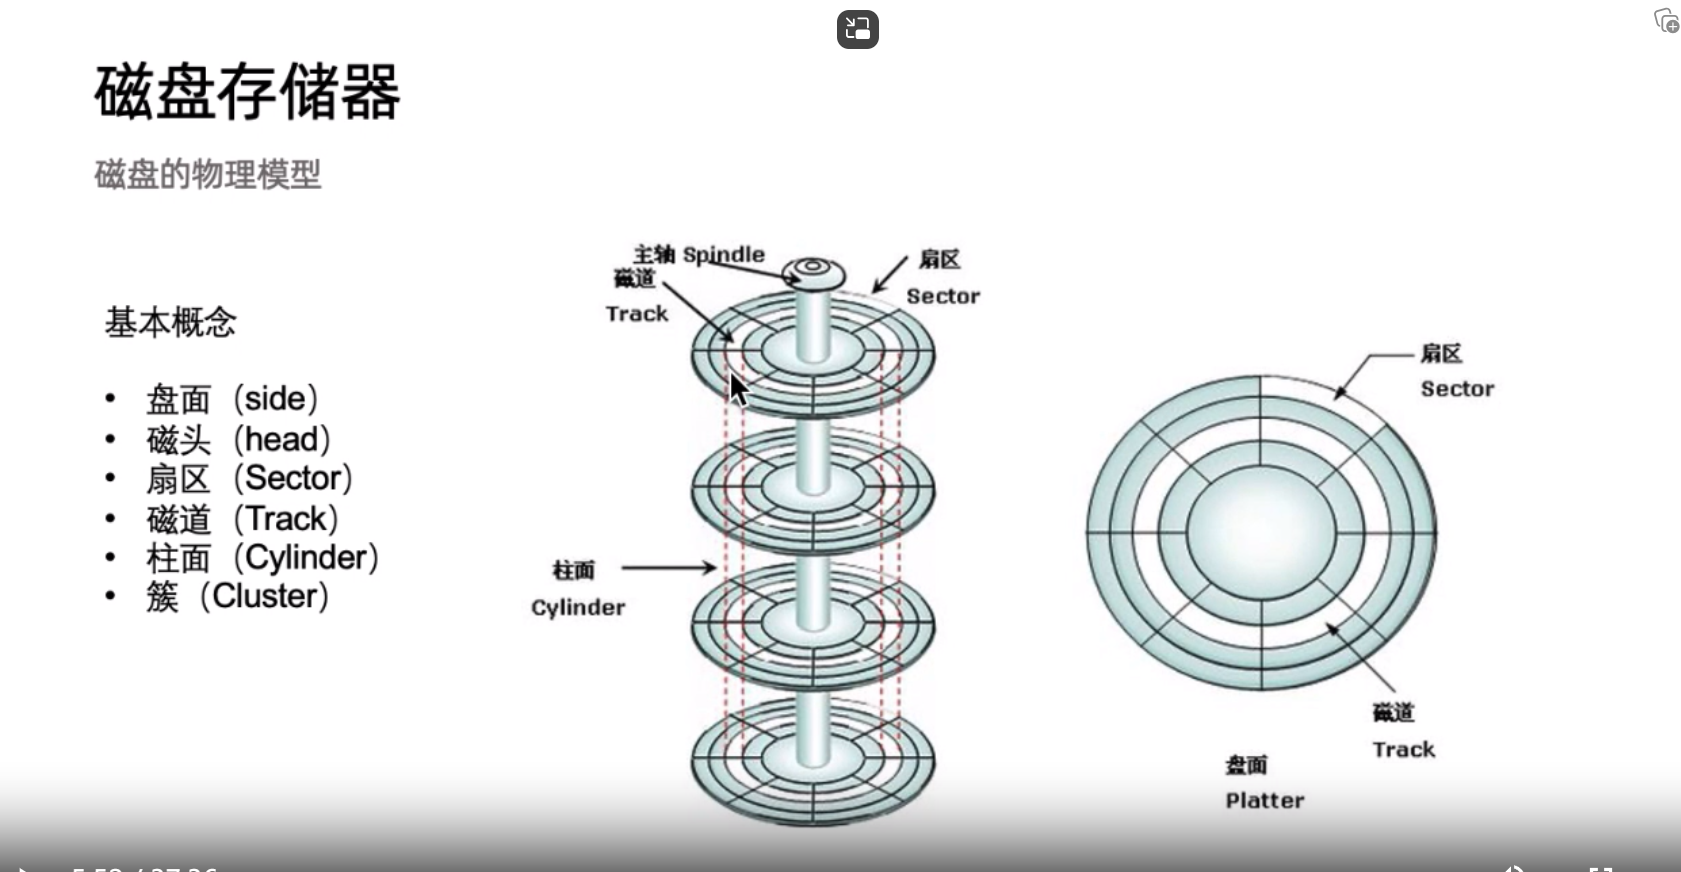 磁盘存储器
磁盘的物理模型
基本概念
• 盘面（side）
• 磁头（head）
• 扇区（Sector）
• 磁道（Track）
• 柱面（Cylinder）
• 簇（Cluster）
主轴 Spindle
磁道
Track
扇区
Sector
柱面
Cylinder
扇区
Sector
磁道
Track
盘面
Platter